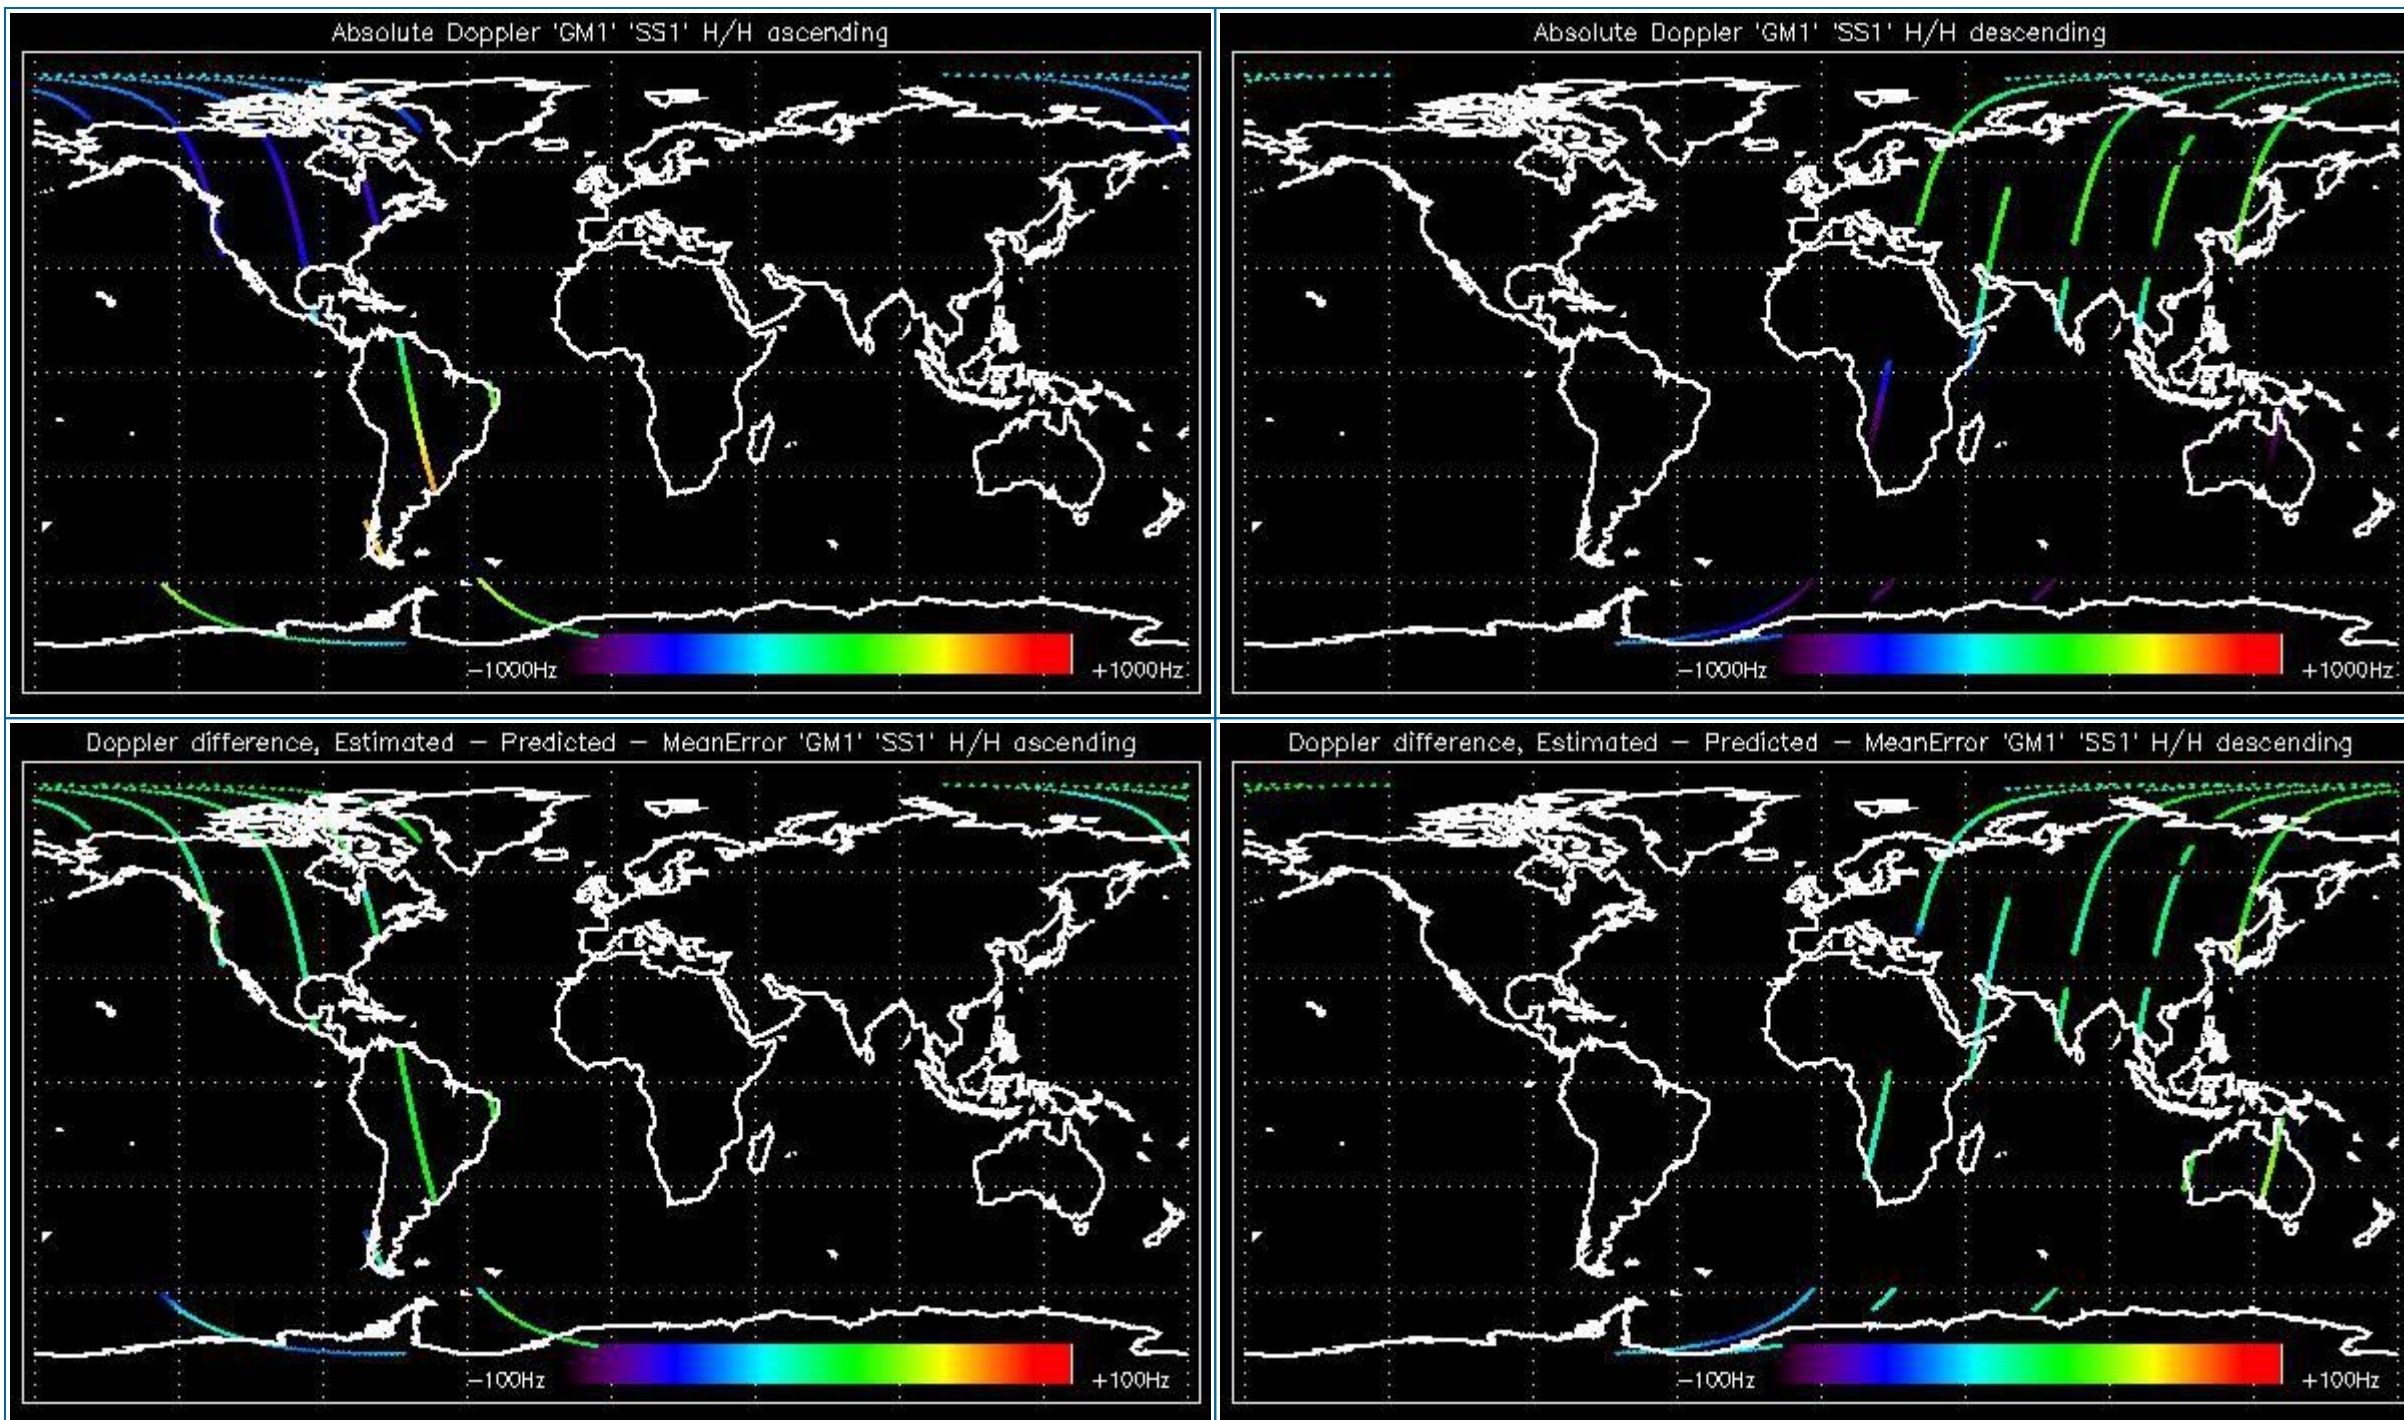 Absolute Doppler 'GM1' 'SS1' H/H ascending
−1000Hz
+1000Hz
Absolute Doppler 'GM1' 'SS1' H/H descending
−1000Hz
+1000Hz
Doppler difference, Estimated − Predicted − MeanError 'GM1' 'SS1' H/H ascending
−100Hz
+100Hz
Doppler difference, Estimated − Predicted − MeanError 'GM1' 'SS1' H/H descending
−100Hz
+100Hz